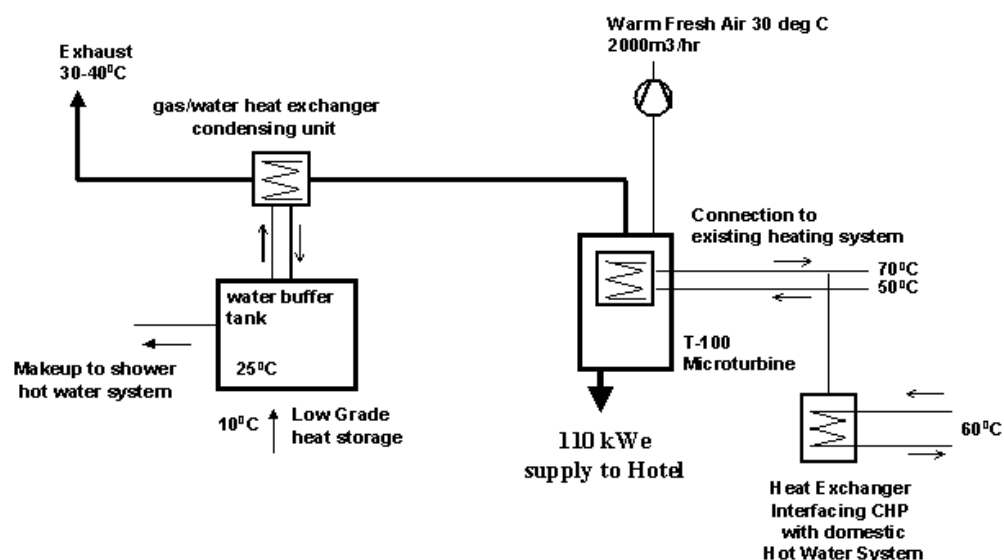 Warm Fresh Air 30 deg C
2000m3/hr
Exhaust
30-40⁰C
gas/water heat exchanger
condensing unit
Connection to
existing heating system
70⁰C
50⁰C
water buffer
tank
25⁰C
T-100
Microturbine
Makeup to shower
hot water system
10⁰C
Low Grade
heat storage
110 kWe
supply to Hotel
60⁰C
Heat Exchanger
Interfacing CHP
with domestic
Hot Water System